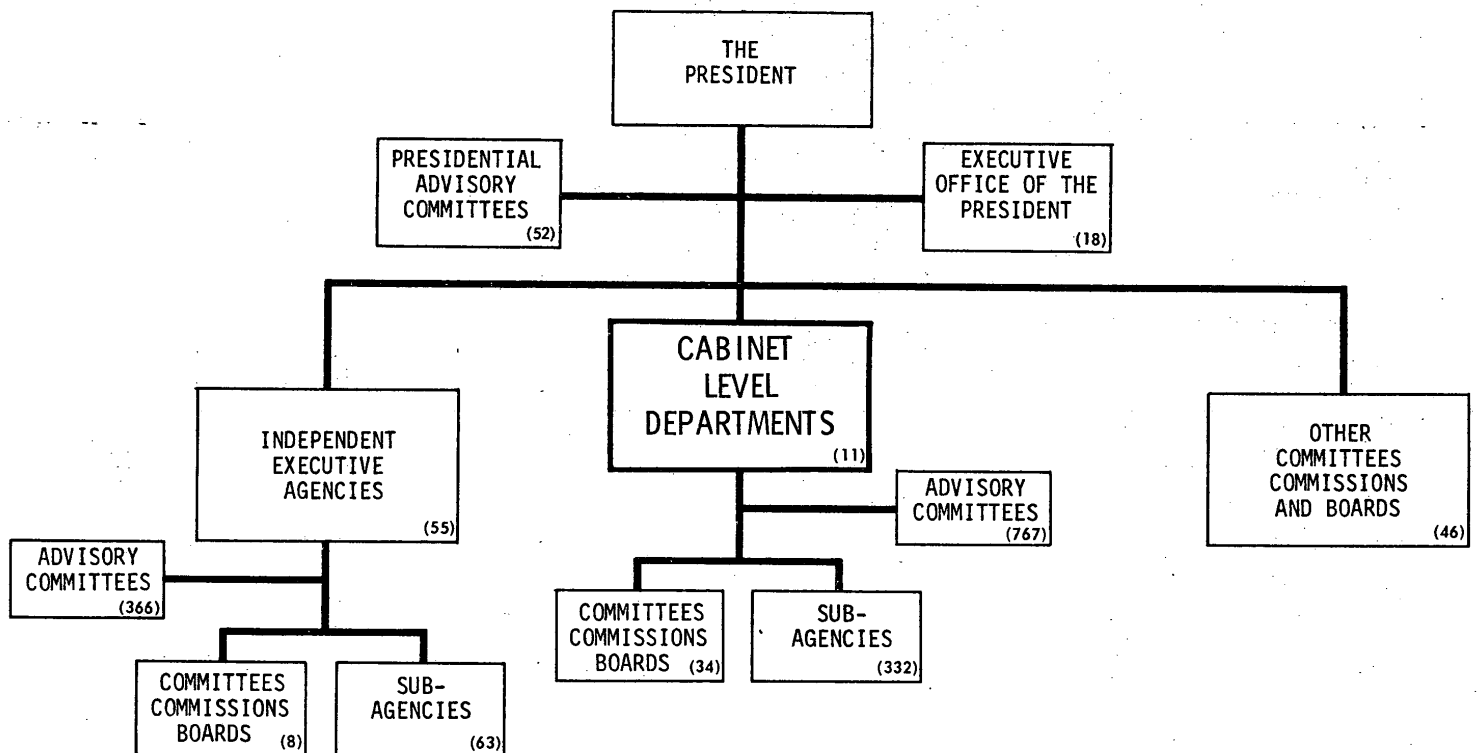 THE
PRESIDENT
PRESIDENTIAL
ADVISORY
COMMITTEES
(52)
EXECUTIVE
OFFICE OF THE
PRESIDENT
(18)
CABINET
LEVEL
DEPARTMENTS
(11)
INDEPENDENT
EXECUTIVE
AGENCIES
(55)
OTHER
COMMITTEES
COMMISSIONS
AND BOARDS
(46)
ADVISORY
COMMITTEES
(767)
ADVISORY
COMMITTEES
(366)
COMMITTEES
COMMISSIONS
BOARDS (34)
SUB-
AGENCIES
(332)
COMMITTEES
COMMISSIONS
BOARDS (8)
SUB-
AGENCIES
(63)